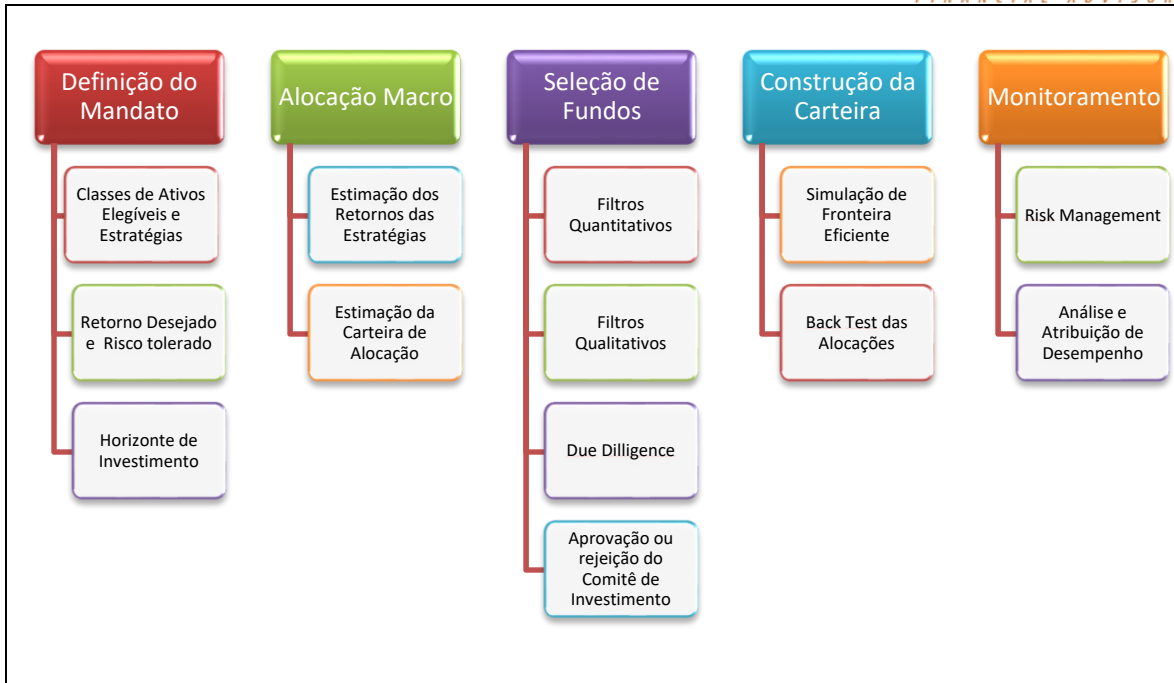 FINANCIAL ADVISOR
Definição do
Mandato
Classes de Ativos
Elegíveis e
Estratégias
Retorno Desejado
e Risco tolerado
Horizonte de
Investimento
Alocação Macro
Estimação dos
Retornos das
Estratégias
Estimação da
Carteira de
Alocação
Seleção de
Fundos
Filtros
Quantitativos
Filtros
Qualitativos
Due Dilligence
Aprovação ou
rejeição do
Comitê de
Investimento
Construção da
Carteira
Simulação de
Fronteira
Eficiente
Back Test das
Alocações
Monitoramento
Risk Management
Análise e
Atribuição de
Desempenho